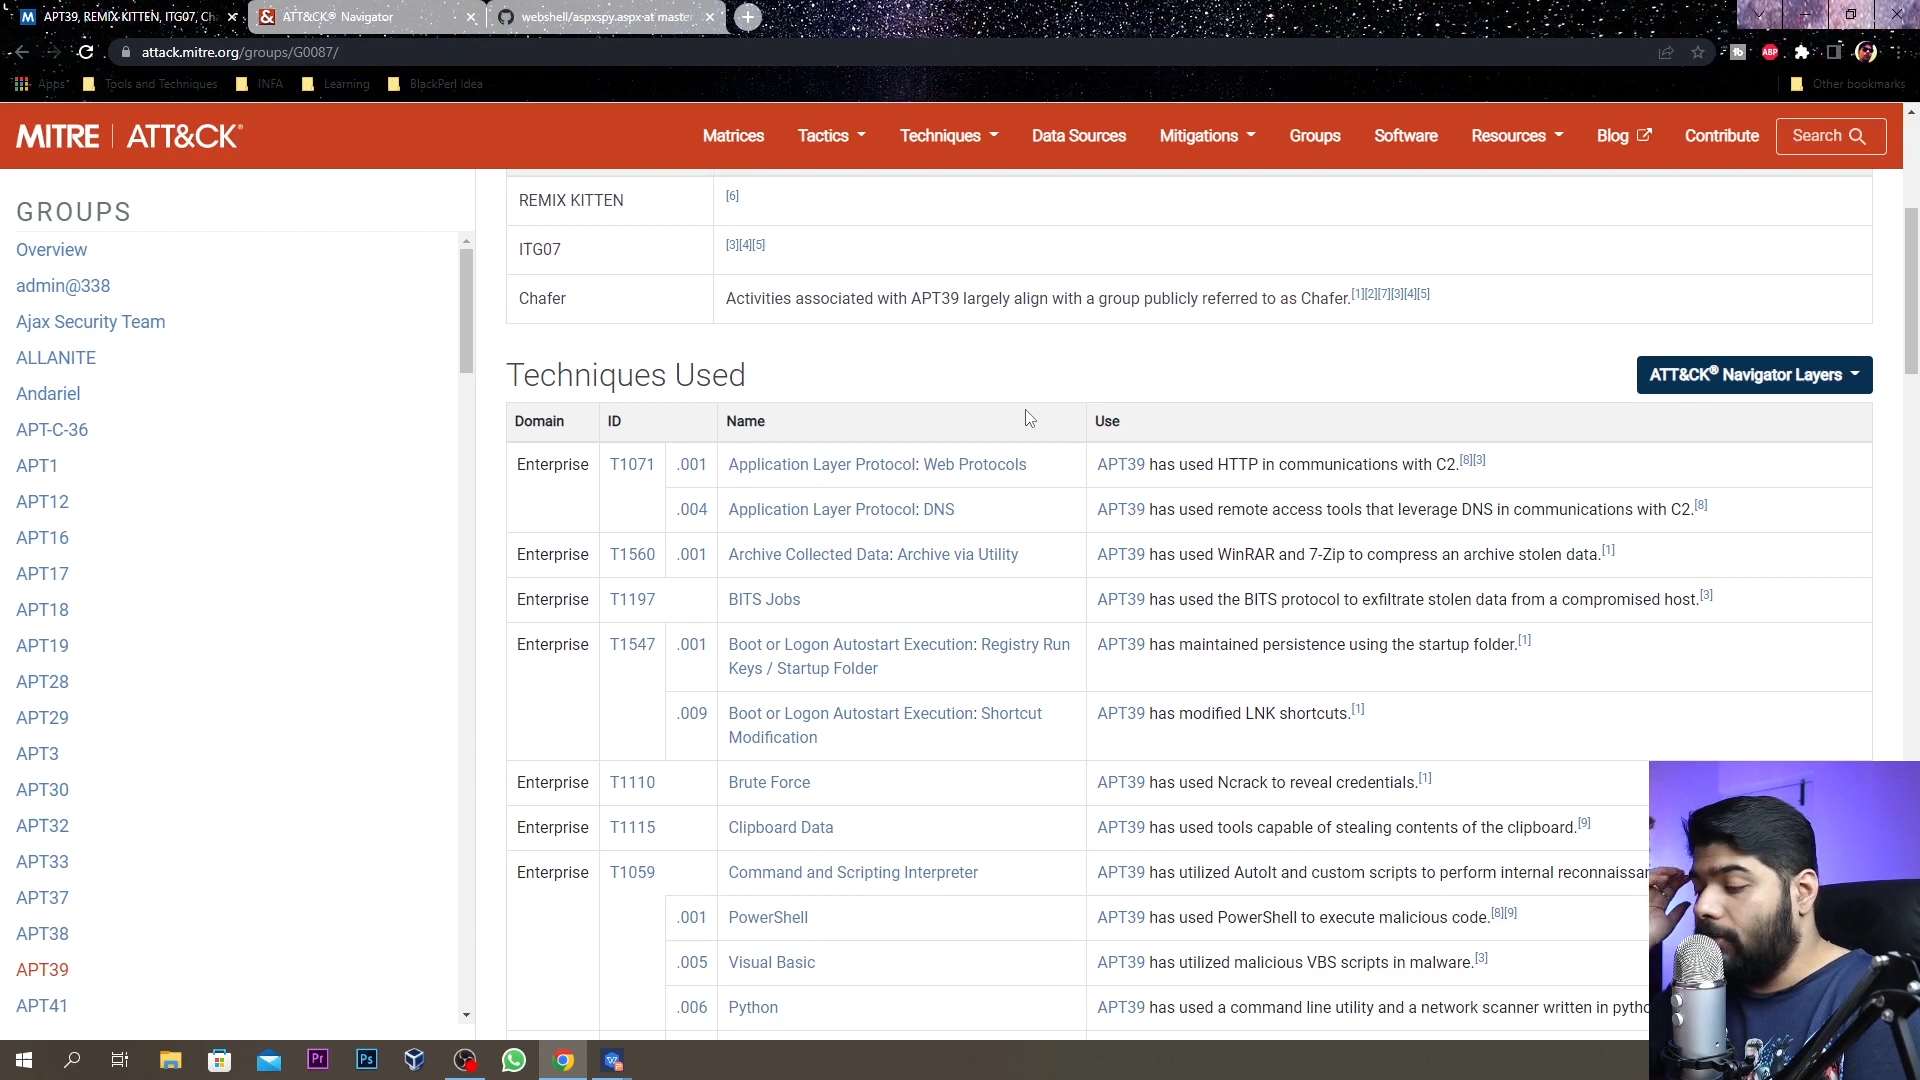 APT39, REMIX KITTEN, ITG07, Ch
ATT&CK® Navigator
webshell/aspxspy.aspx at master
attack.mitre.org/groups/G0087/
Apps
Tools and Techniques
INFA
Learning
BlackPerl Idea
Other bookmarks
MITRE | ATT&CK®
Matrices
Tactics
Techniques
Data Sources
Mitigations
Groups
Software
Resources
Blog
Contribute
Search
GROUPS
Overview
admin@338
Ajax Security Team
ALLANITE
Andariel
APT-C-36
APT1
APT12
APT16
APT17
APT18
APT19
APT28
APT29
APT3
APT30
APT32
APT33
APT37
APT38
APT39
APT41
REMIX KITTEN [6]
ITG07 [3][4][5]
Chafer Activities associated with APT39 largely align with a group publicly referred to as Chafer.[1][2][7][3][4][5]
Techniques Used
ATT&CK® Navigator Layers
Domain ID Name Use
Enterprise T1071 .001 Application Layer Protocol: Web Protocols APT39 has used HTTP in communications with C2.[8][3]
.004 Application Layer Protocol: DNS APT39 has used remote access tools that leverage DNS in communications with C2.[8]
Enterprise T1560 .001 Archive Collected Data: Archive via Utility APT39 has used WinRAR and 7-Zip to compress an archive stolen data.[1]
Enterprise T1197 BITS Jobs APT39 has used the BITS protocol to exfiltrate stolen data from a compromised host.[3]
Enterprise T1547 .001 Boot or Logon Autostart Execution: Registry Run APT39 has maintained persistence using the startup folder.[1]
Keys / Startup Folder
.009 Boot or Logon Autostart Execution: Shortcut APT39 has modified LNK shortcuts.[1]
Modification
Enterprise T1110 Brute Force APT39 has used Ncrack to reveal credentials.[1]
Enterprise T1115 Clipboard Data APT39 has used tools capable of stealing contents of the clipboard.[9]
Enterprise T1059 Command and Scripting Interpreter APT39 has utilized AutoIt and custom scripts to perform internal reconnaissan
.001 PowerShell APT39 has used PowerShell to execute malicious code.[8][9]
.005 Visual Basic APT39 has utilized malicious VBS scripts in malware.[3]
.006 Python APT39 has used a command line utility and a network scanner written in pytho